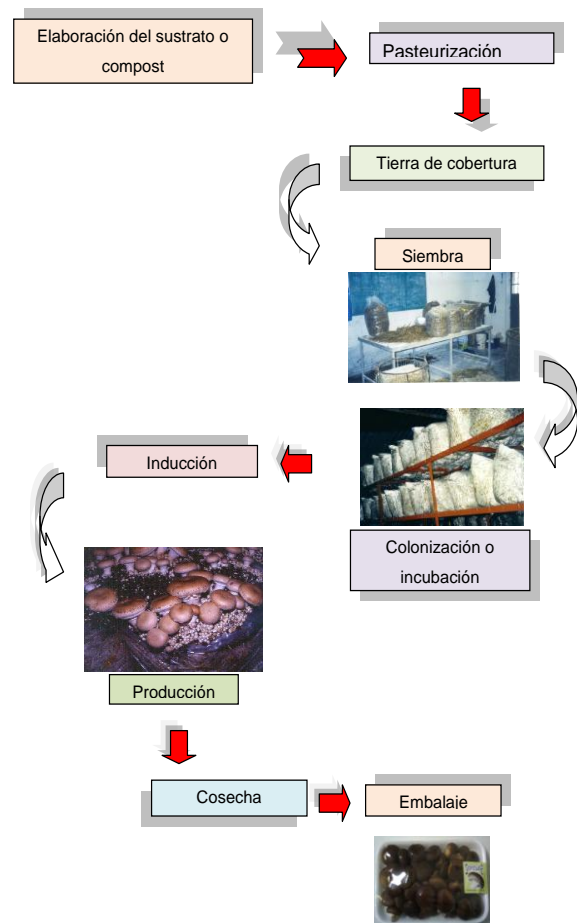 Elaboración del sustrato o
compost
Pasteurización
Tierra de cobertura
Siembra
Inducción
Colonización o
incubación
Producción
Cosecha
Embalaje